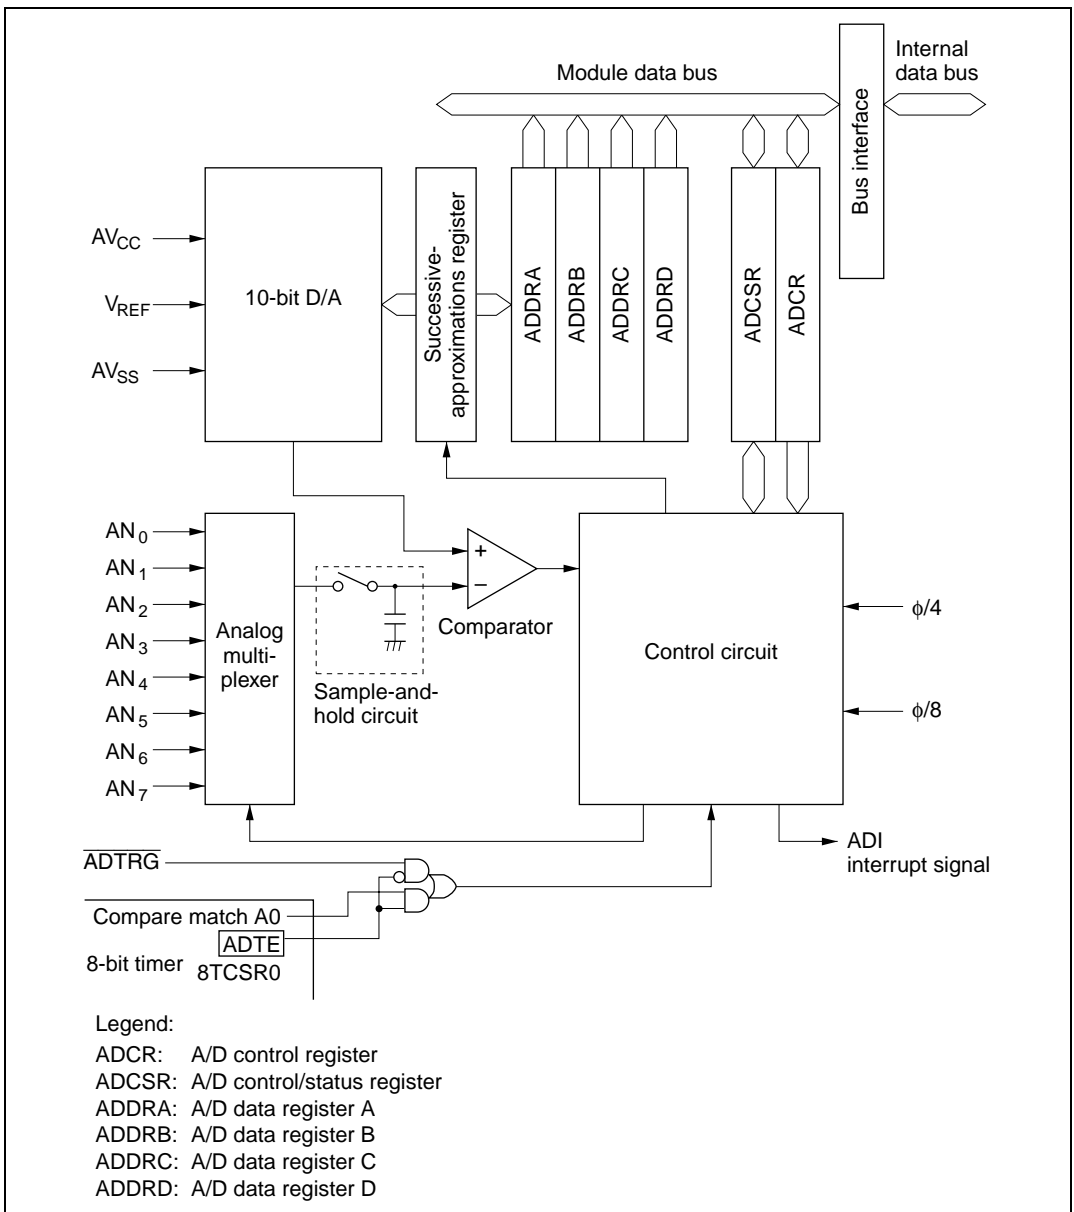 Internal
data bus
Module data bus
Bus interface
AVCC
VREF
AVSS
10-bit D/A
Successive-
approximations register
ADDRA
ADDRB
ADDRC
ADDRD
ADCSR
ADCR
AN0
AN1
AN2
AN3
AN4
AN5
AN6
AN7
Analog
multi-
plexer
Sample-and-
hold circuit
+
−
Comparator
Control circuit
ϕ/4
ϕ/8
ADI
interrupt signal
ADTRG
Compare match A0
ADTE
8-bit timer
8TCSR0
Legend:
ADCR: A/D control register
ADCSR: A/D control/status register
ADDRA: A/D data register A
ADDRB: A/D data register B
ADDRC: A/D data register C
ADDRD: A/D data register D